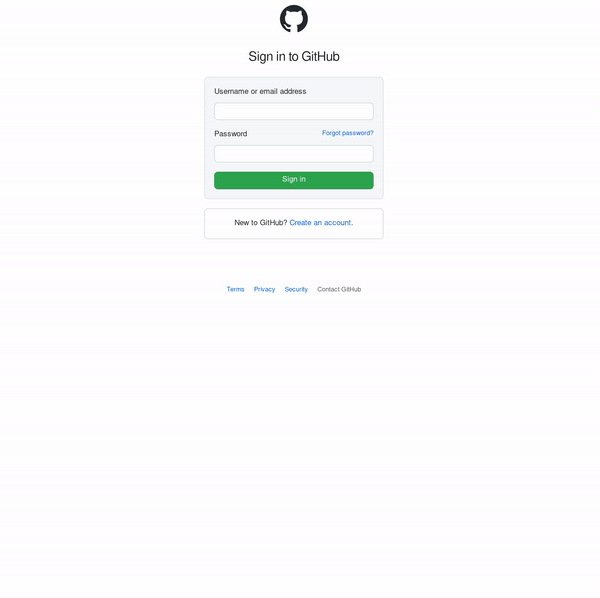 Sign in to GitHub
Username or email address
Password Forgot password?
Sign in
New to GitHub? Create an account.
Terms Privacy Security Contact GitHub